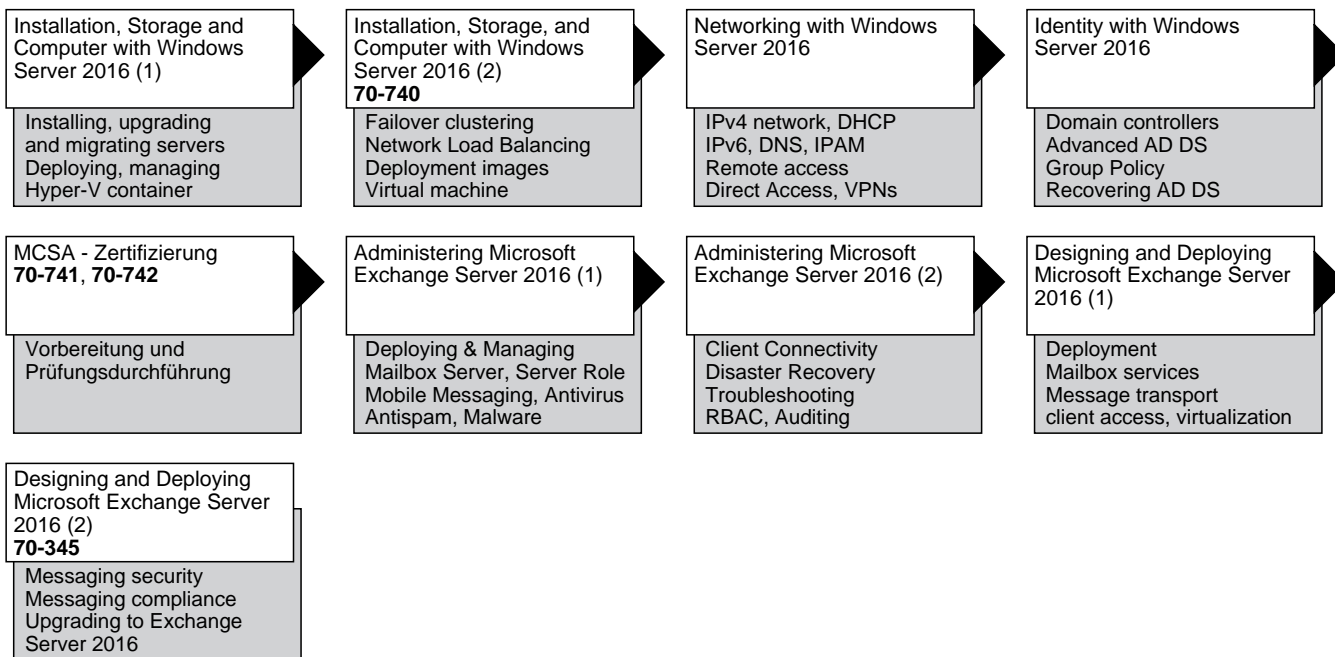 Installation, Storage and
Computer with Windows
Server 2016 (1)
Installing, upgrading
and migrating servers
Deploying, managing
Hyper-V container
Installation, Storage, and
Computer with Windows
Server 2016 (2)
70-740
Failover clustering
Network Load Balancing
Deployment images
Virtual machine
Networking with Windows
Server 2016
IPv4 network, DHCP
IPv6, DNS, IPAM
Remote access
Direct Access, VPNs
Identity with Windows
Server 2016
Domain controllers
Advanced AD DS
Group Policy
Recovering AD DS
MCSA - Zertifizierung
70-741, 70-742
Vorbereitung und
Prüfungsdurchführung
Administering Microsoft
Exchange Server 2016 (1)
Deploying & Managing
Mailbox Server, Server Role
Mobile Messaging, Antivirus
Antispam, Malware
Administering Microsoft
Exchange Server 2016 (2)
Client Connectivity
Disaster Recovery
Troubleshooting
RBAC, Auditing
Designing and Deploying
Microsoft Exchange Server
2016 (1)
Deployment
Mailbox services
Message transport
client access, virtualization
Designing and Deploying
Microsoft Exchange Server
2016 (2)
70-345
Messaging security
Messaging compliance
Upgrading to Exchange
Server 2016